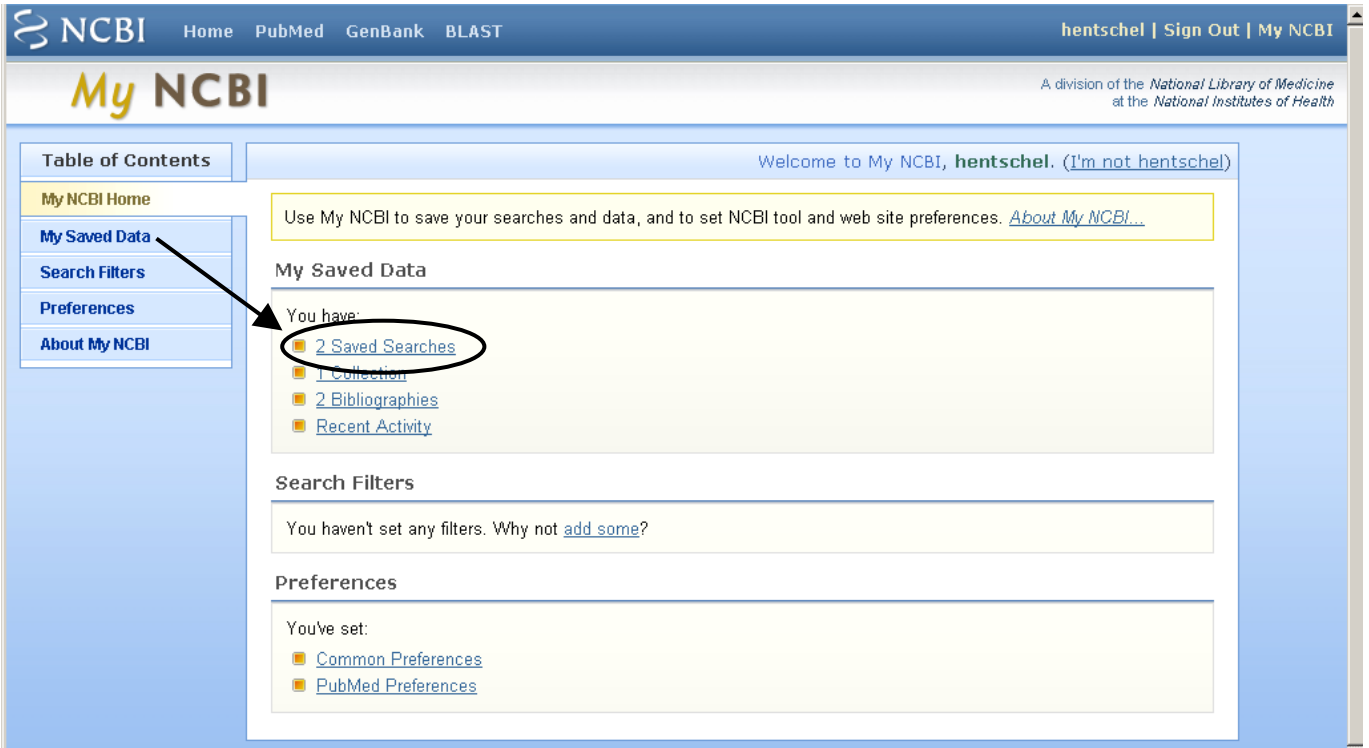 NCBI Home PubMed GenBank BLAST hentschel | Sign Out | My NCBI
My NCBI
A division of the National Library of Medicine
at the National Institutes of Health
Table of Contents
My NCBI Home
My Saved Data
Search Filters
Preferences
About My NCBI
Welcome to My NCBI, hentschel. (I'm not hentschel)
Use My NCBI to save your searches and data, and to set NCBI tool and web site preferences. About My NCBI...
My Saved Data
You have:
2 Saved Searches
1 Collection
2 Bibliographies
Recent Activity
Search Filters
You haven't set any filters. Why not add some?
Preferences
You've set:
Common Preferences
PubMed Preferences